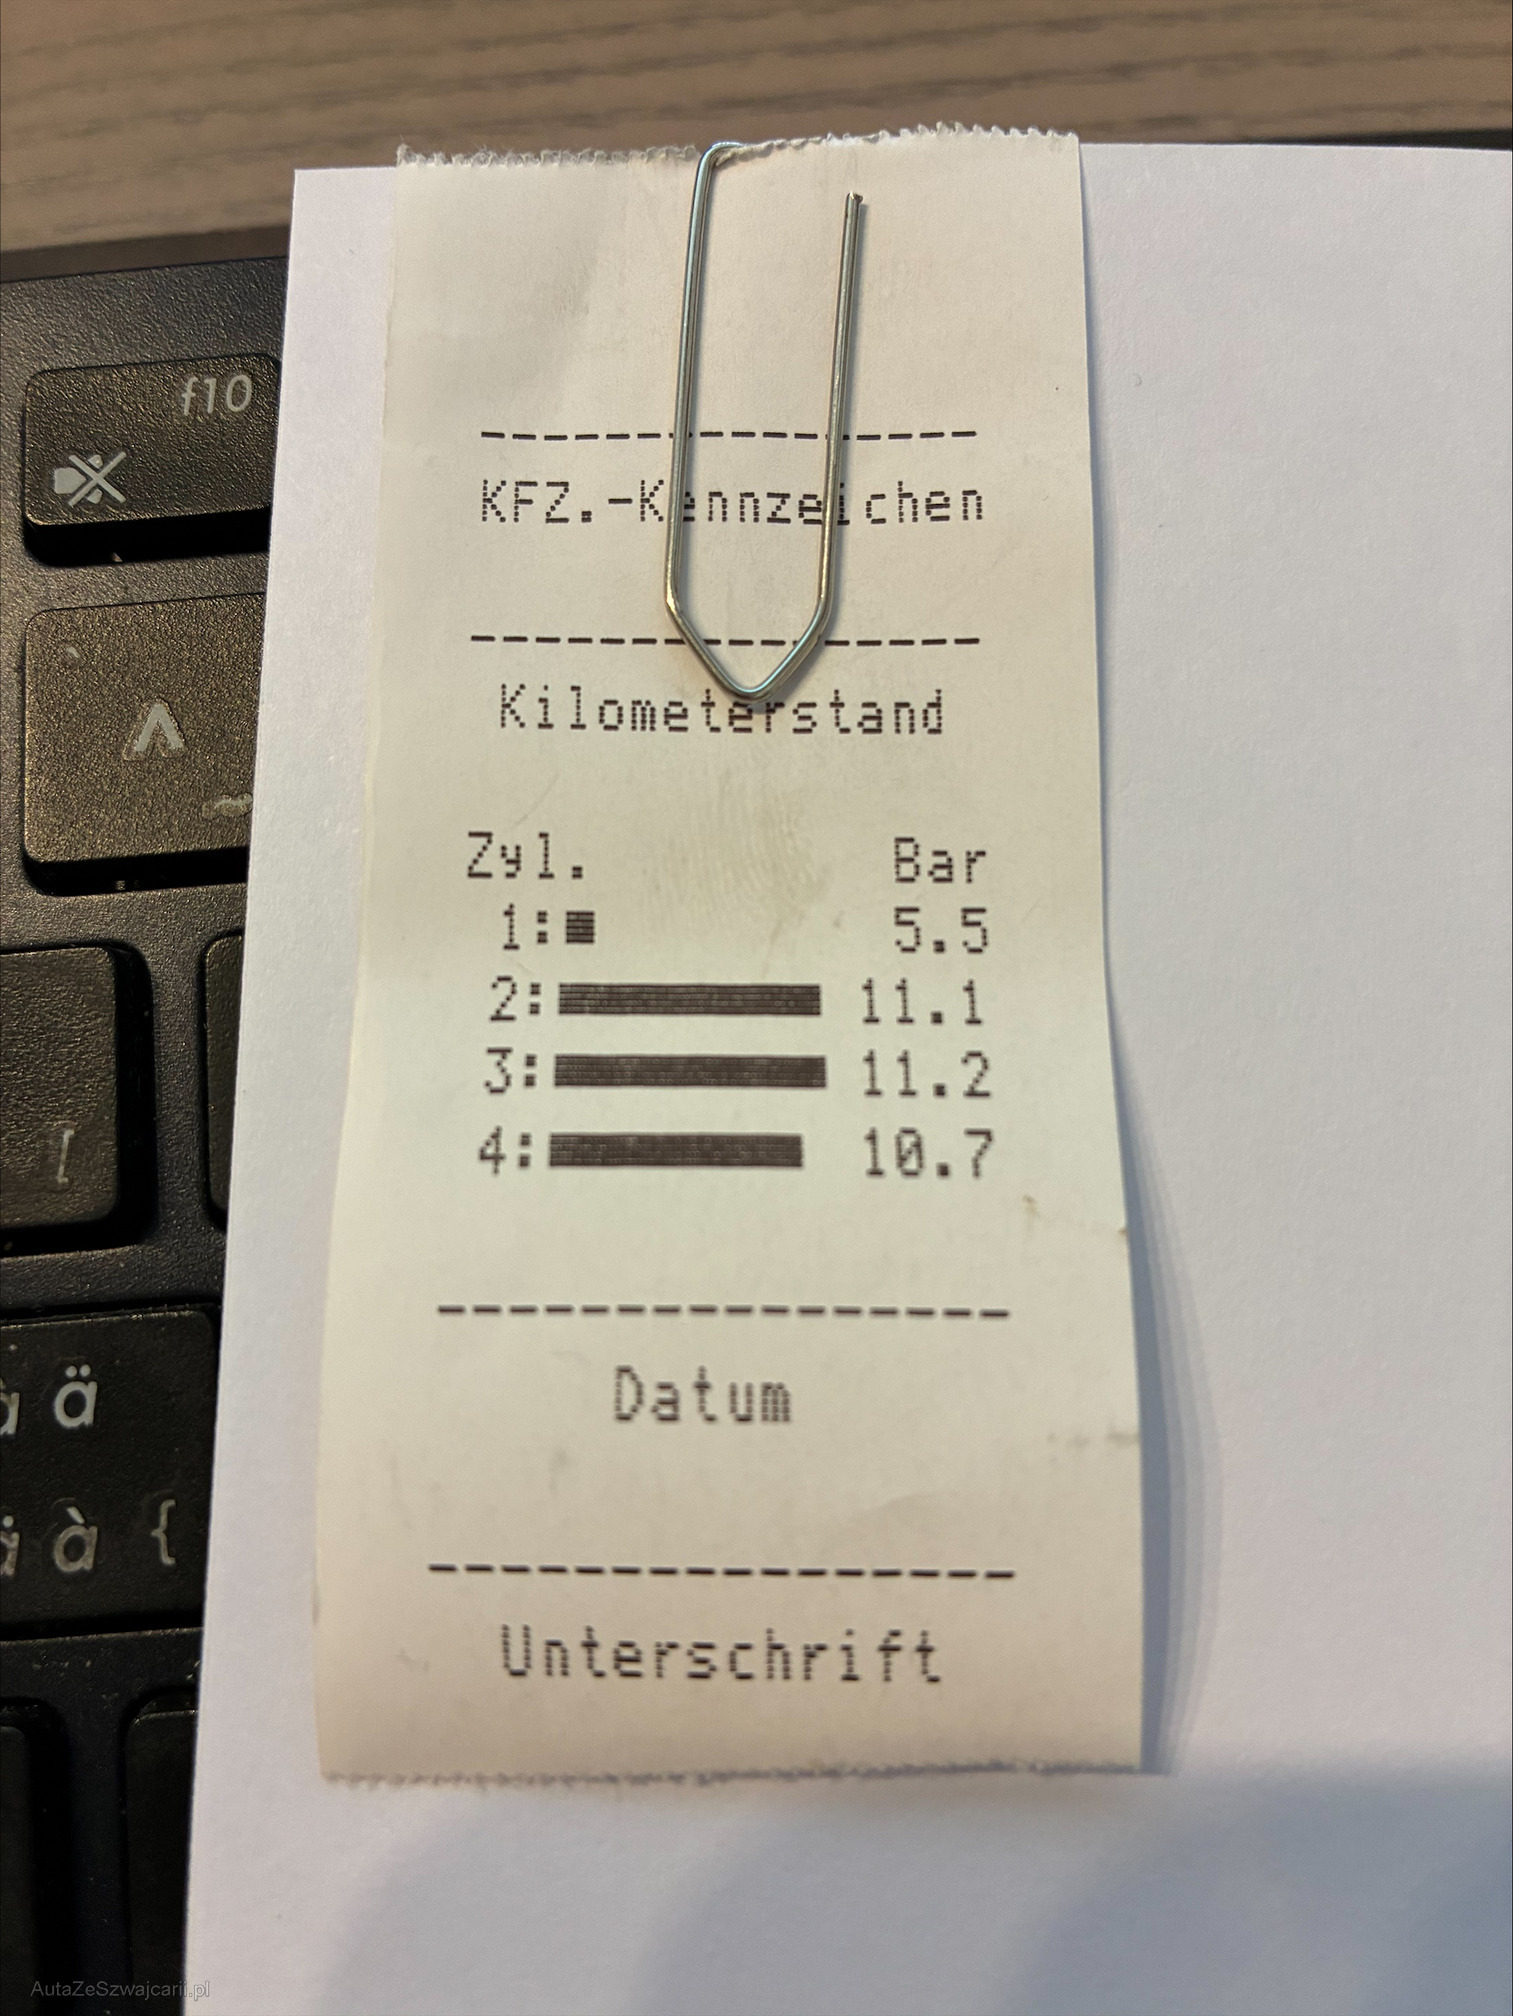 f10
^
~
[
à ä
ä à {
----------------
KFZ.-Kennzeichen
----------------
Kilometerstand
Zyl. Bar
1: 5.5
2: 11.1
3: 11.2
4: 10.7
----------------
Datum
----------------
Unterschrift
AutaZeSzwajcarii.pl